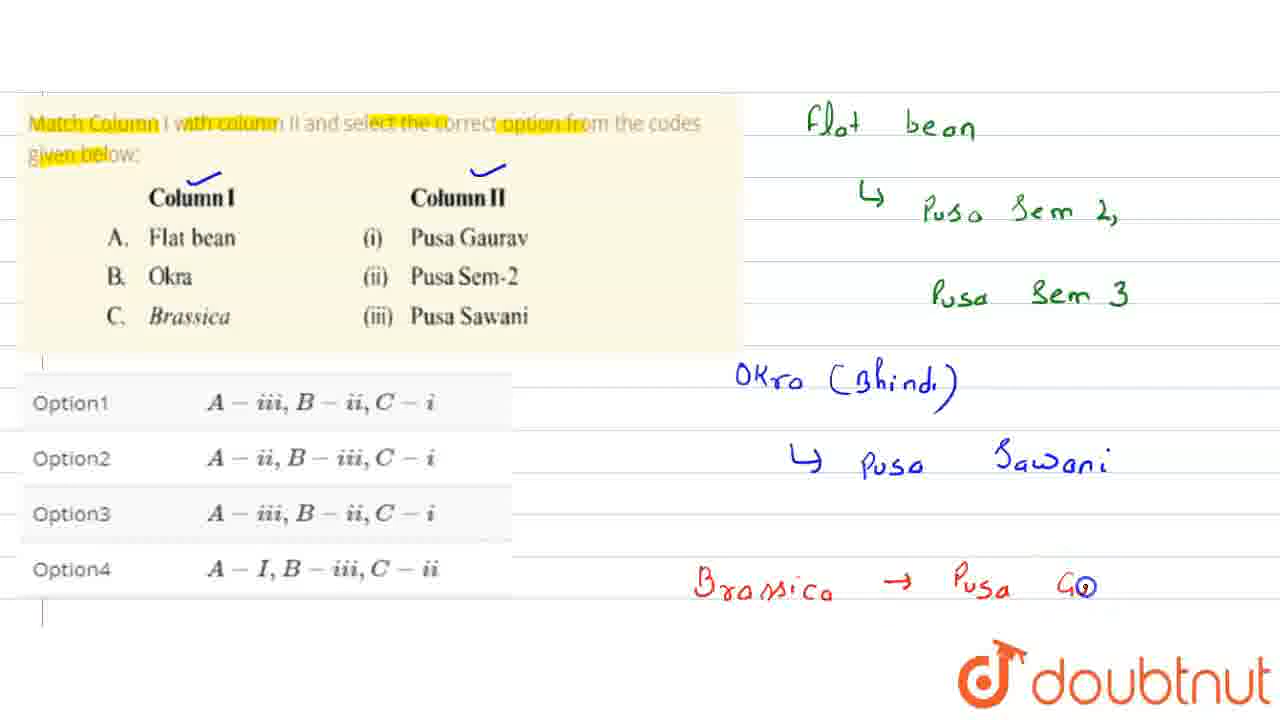 Match Column I with column II and select the correct option from the codes
given below:
Column I Column II
A. Flat bean (i) Pusa Gaurav
B. Okra (ii) Pusa Sem-2
C. Brassica (iii) Pusa Sawani
Option1 A − iii, B − ii, C − i
Option2 A − ii, B − iii, C − i
Option3 A − iii, B − ii, C − i
Option4 A − I, B − iii, C − ii
Flat bean
↳ Pusa Sem 2,
Pusa Sem 3
Okra (Bhindi)
↳ Pusa Sawani
Brassica → Pusa Ga
doubtnut